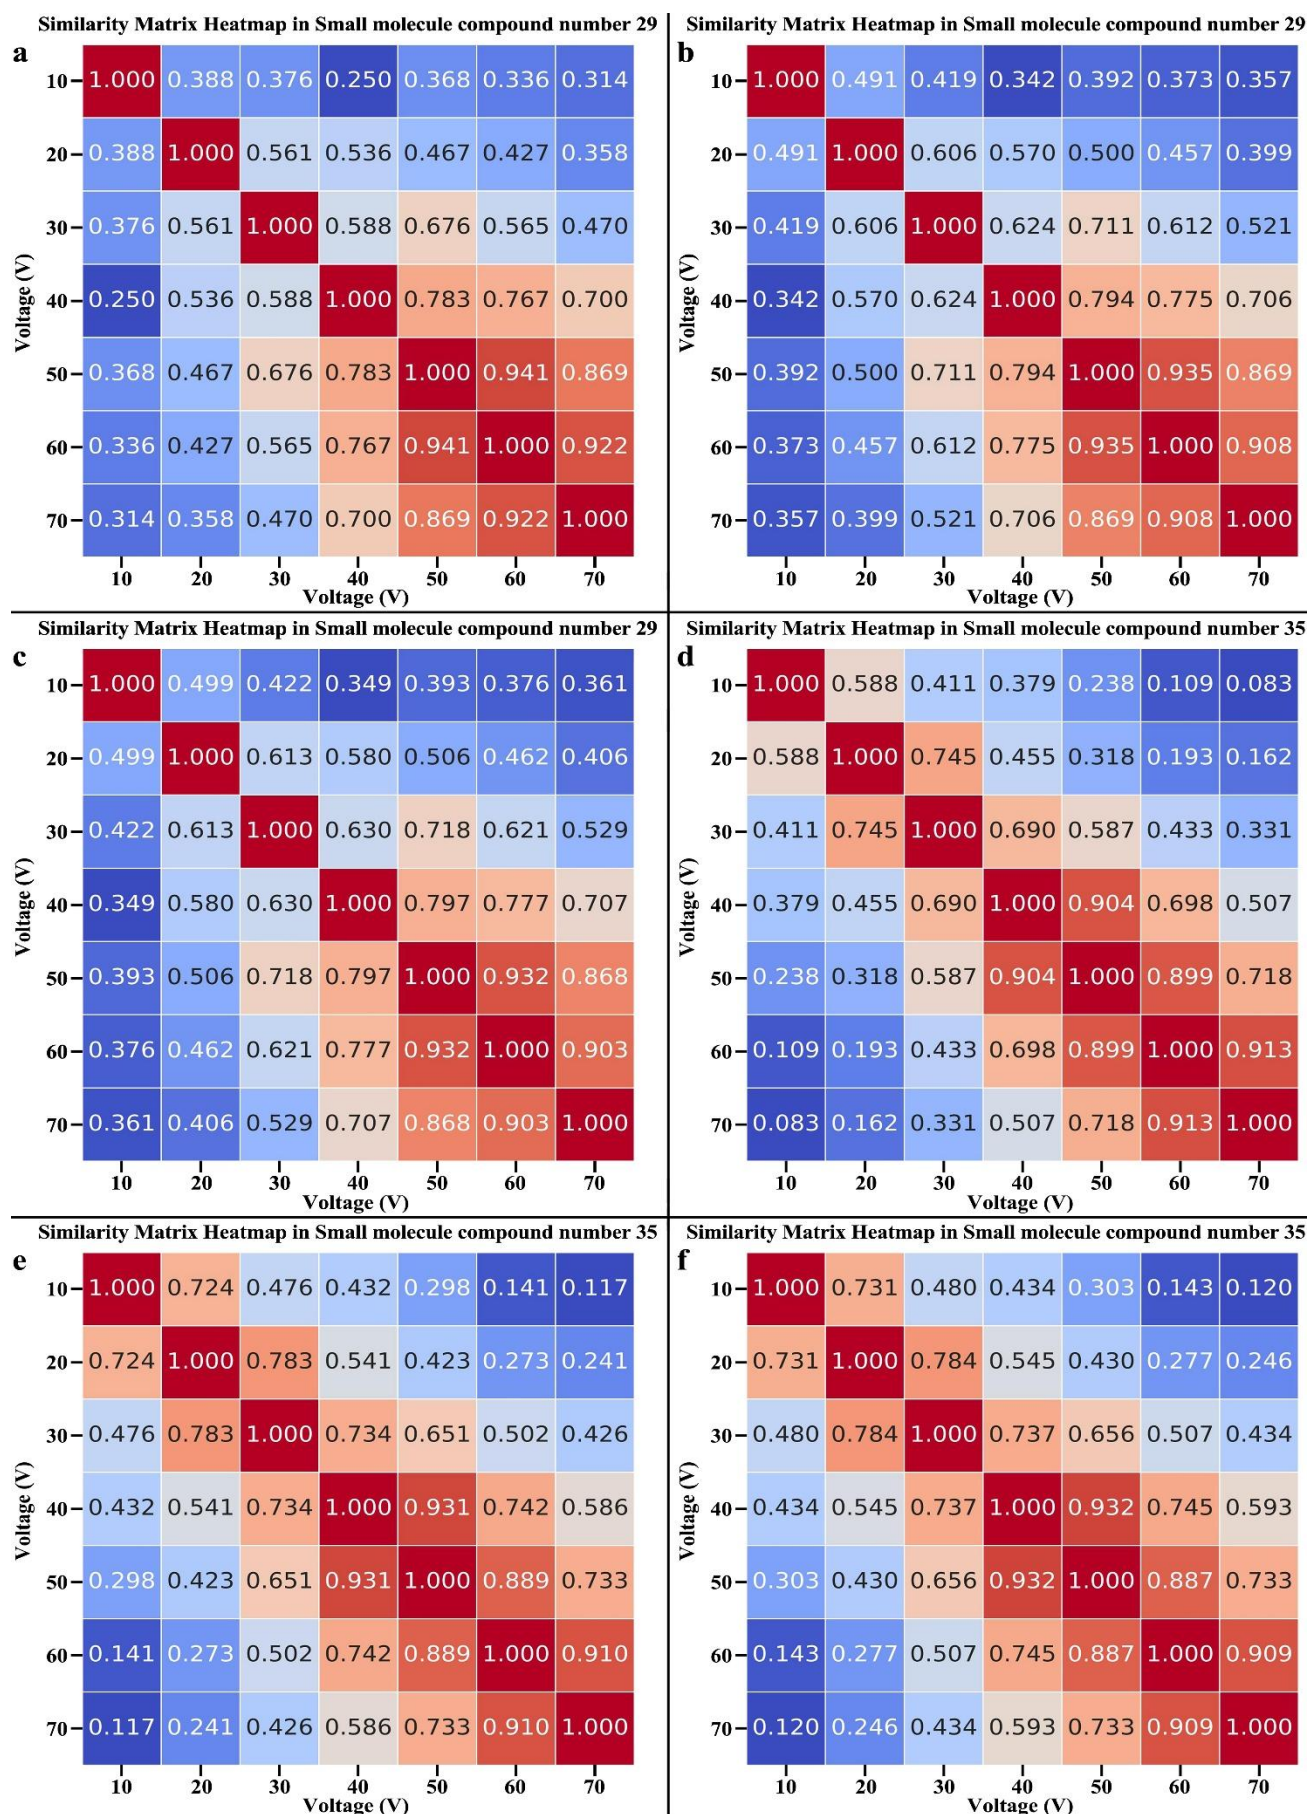 Similarity Matrix Heatmap in Small molecule compound number 29
a
10 1.000 0.388 0.376 0.250 0.368 0.336 0.314
20 0.388 1.000 0.561 0.536 0.467 0.427 0.358
30 0.376 0.561 1.000 0.588 0.676 0.565 0.470
40 0.250 0.536 0.588 1.000 0.783 0.767 0.700
50 0.368 0.467 0.676 0.783 1.000 0.941 0.869
60 0.336 0.427 0.565 0.767 0.941 1.000 0.922
70 0.314 0.358 0.470 0.700 0.869 0.922 1.000
Voltage (V)
10 20 30 40 50 60 70
Voltage (V)
Similarity Matrix Heatmap in Small molecule compound number 29
b
10 1.000 0.491 0.419 0.342 0.392 0.373 0.357
20 0.491 1.000 0.606 0.570 0.500 0.457 0.399
30 0.419 0.606 1.000 0.624 0.711 0.612 0.521
40 0.342 0.570 0.624 1.000 0.794 0.775 0.706
50 0.392 0.500 0.711 0.794 1.000 0.935 0.869
60 0.373 0.457 0.612 0.775 0.935 1.000 0.908
70 0.357 0.399 0.521 0.706 0.869 0.908 1.000
Voltage (V)
10 20 30 40 50 60 70
Voltage (V)
Similarity Matrix Heatmap in Small molecule compound number 29
c
10 1.000 0.499 0.422 0.349 0.393 0.376 0.361
20 0.499 1.000 0.613 0.580 0.506 0.462 0.406
30 0.422 0.613 1.000 0.630 0.718 0.621 0.529
40 0.349 0.580 0.630 1.000 0.797 0.777 0.707
50 0.393 0.506 0.718 0.797 1.000 0.932 0.868
60 0.376 0.462 0.621 0.777 0.932 1.000 0.903
70 0.361 0.406 0.529 0.707 0.868 0.903 1.000
Voltage (V)
10 20 30 40 50 60 70
Voltage (V)
Similarity Matrix Heatmap in Small molecule compound number 35
d
10 1.000 0.588 0.411 0.379 0.238 0.109 0.083
20 0.588 1.000 0.745 0.455 0.318 0.193 0.162
30 0.411 0.745 1.000 0.690 0.587 0.433 0.331
40 0.379 0.455 0.690 1.000 0.904 0.698 0.507
50 0.238 0.318 0.587 0.904 1.000 0.899 0.718
60 0.109 0.193 0.433 0.698 0.899 1.000 0.913
70 0.083 0.162 0.331 0.507 0.718 0.913 1.000
Voltage (V)
10 20 30 40 50 60 70
Voltage (V)
Similarity Matrix Heatmap in Small molecule compound number 35
e
10 1.000 0.724 0.476 0.432 0.298 0.141 0.117
20 0.724 1.000 0.783 0.541 0.423 0.273 0.241
30 0.476 0.783 1.000 0.734 0.651 0.502 0.426
40 0.432 0.541 0.734 1.000 0.931 0.742 0.586
50 0.298 0.423 0.651 0.931 1.000 0.889 0.733
60 0.141 0.273 0.502 0.742 0.889 1.000 0.910
70 0.117 0.241 0.426 0.586 0.733 0.910 1.000
Voltage (V)
10 20 30 40 50 60 70
Voltage (V)
Similarity Matrix Heatmap in Small molecule compound number 35
f
10 1.000 0.731 0.480 0.434 0.303 0.143 0.120
20 0.731 1.000 0.784 0.545 0.430 0.277 0.246
30 0.480 0.784 1.000 0.737 0.656 0.507 0.434
40 0.434 0.545 0.737 1.000 0.932 0.745 0.593
50 0.303 0.430 0.656 0.932 1.000 0.887 0.733
60 0.143 0.277 0.507 0.745 0.887 1.000 0.909
70 0.120 0.246 0.434 0.593 0.733 0.909 1.000
Voltage (V)
10 20 30 40 50 60 70
Voltage (V)